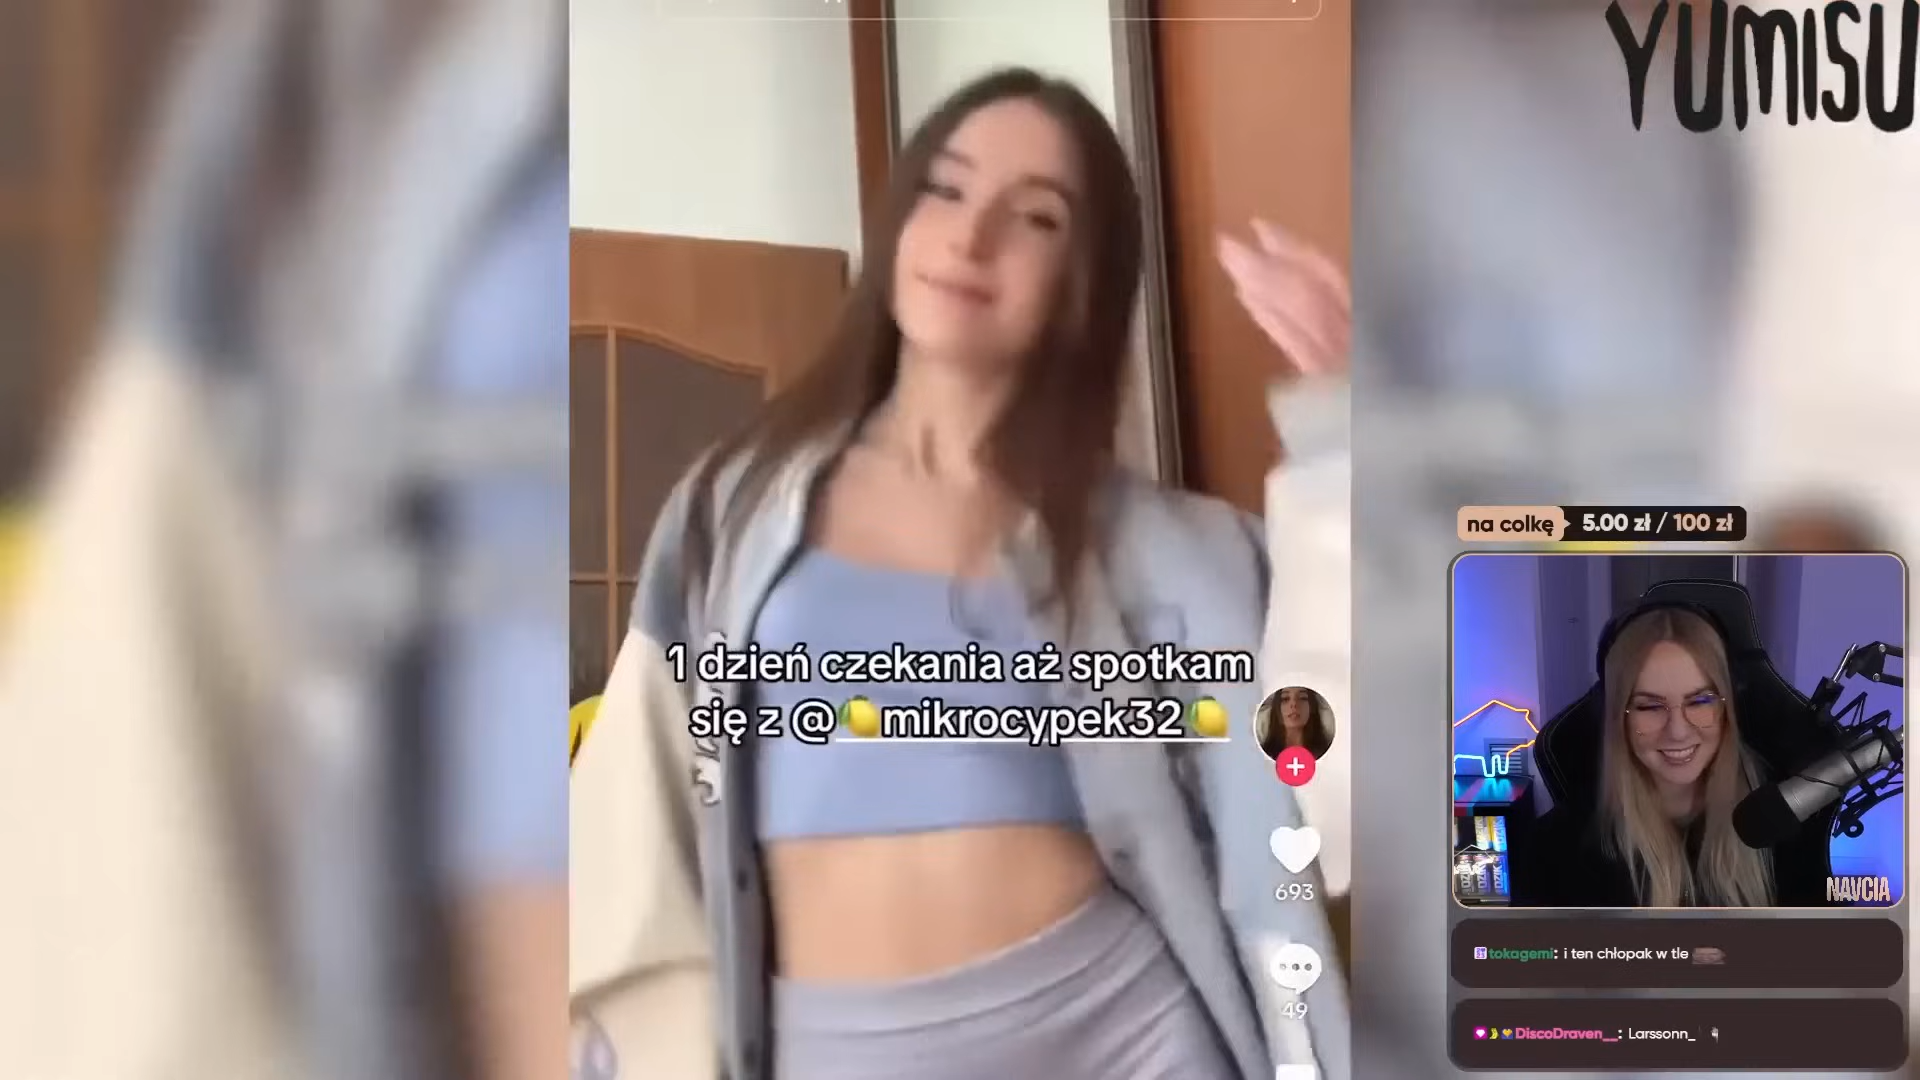 YUMISU
1 dzień czekania aż spotkam
się z @🍋mikrocypek32🍋
693
49
na colkę 5.00 zł / 100 zł
NAVCIA
tokagemi: i ten chłopak w tle
DiscoDraven__: Larssonn_